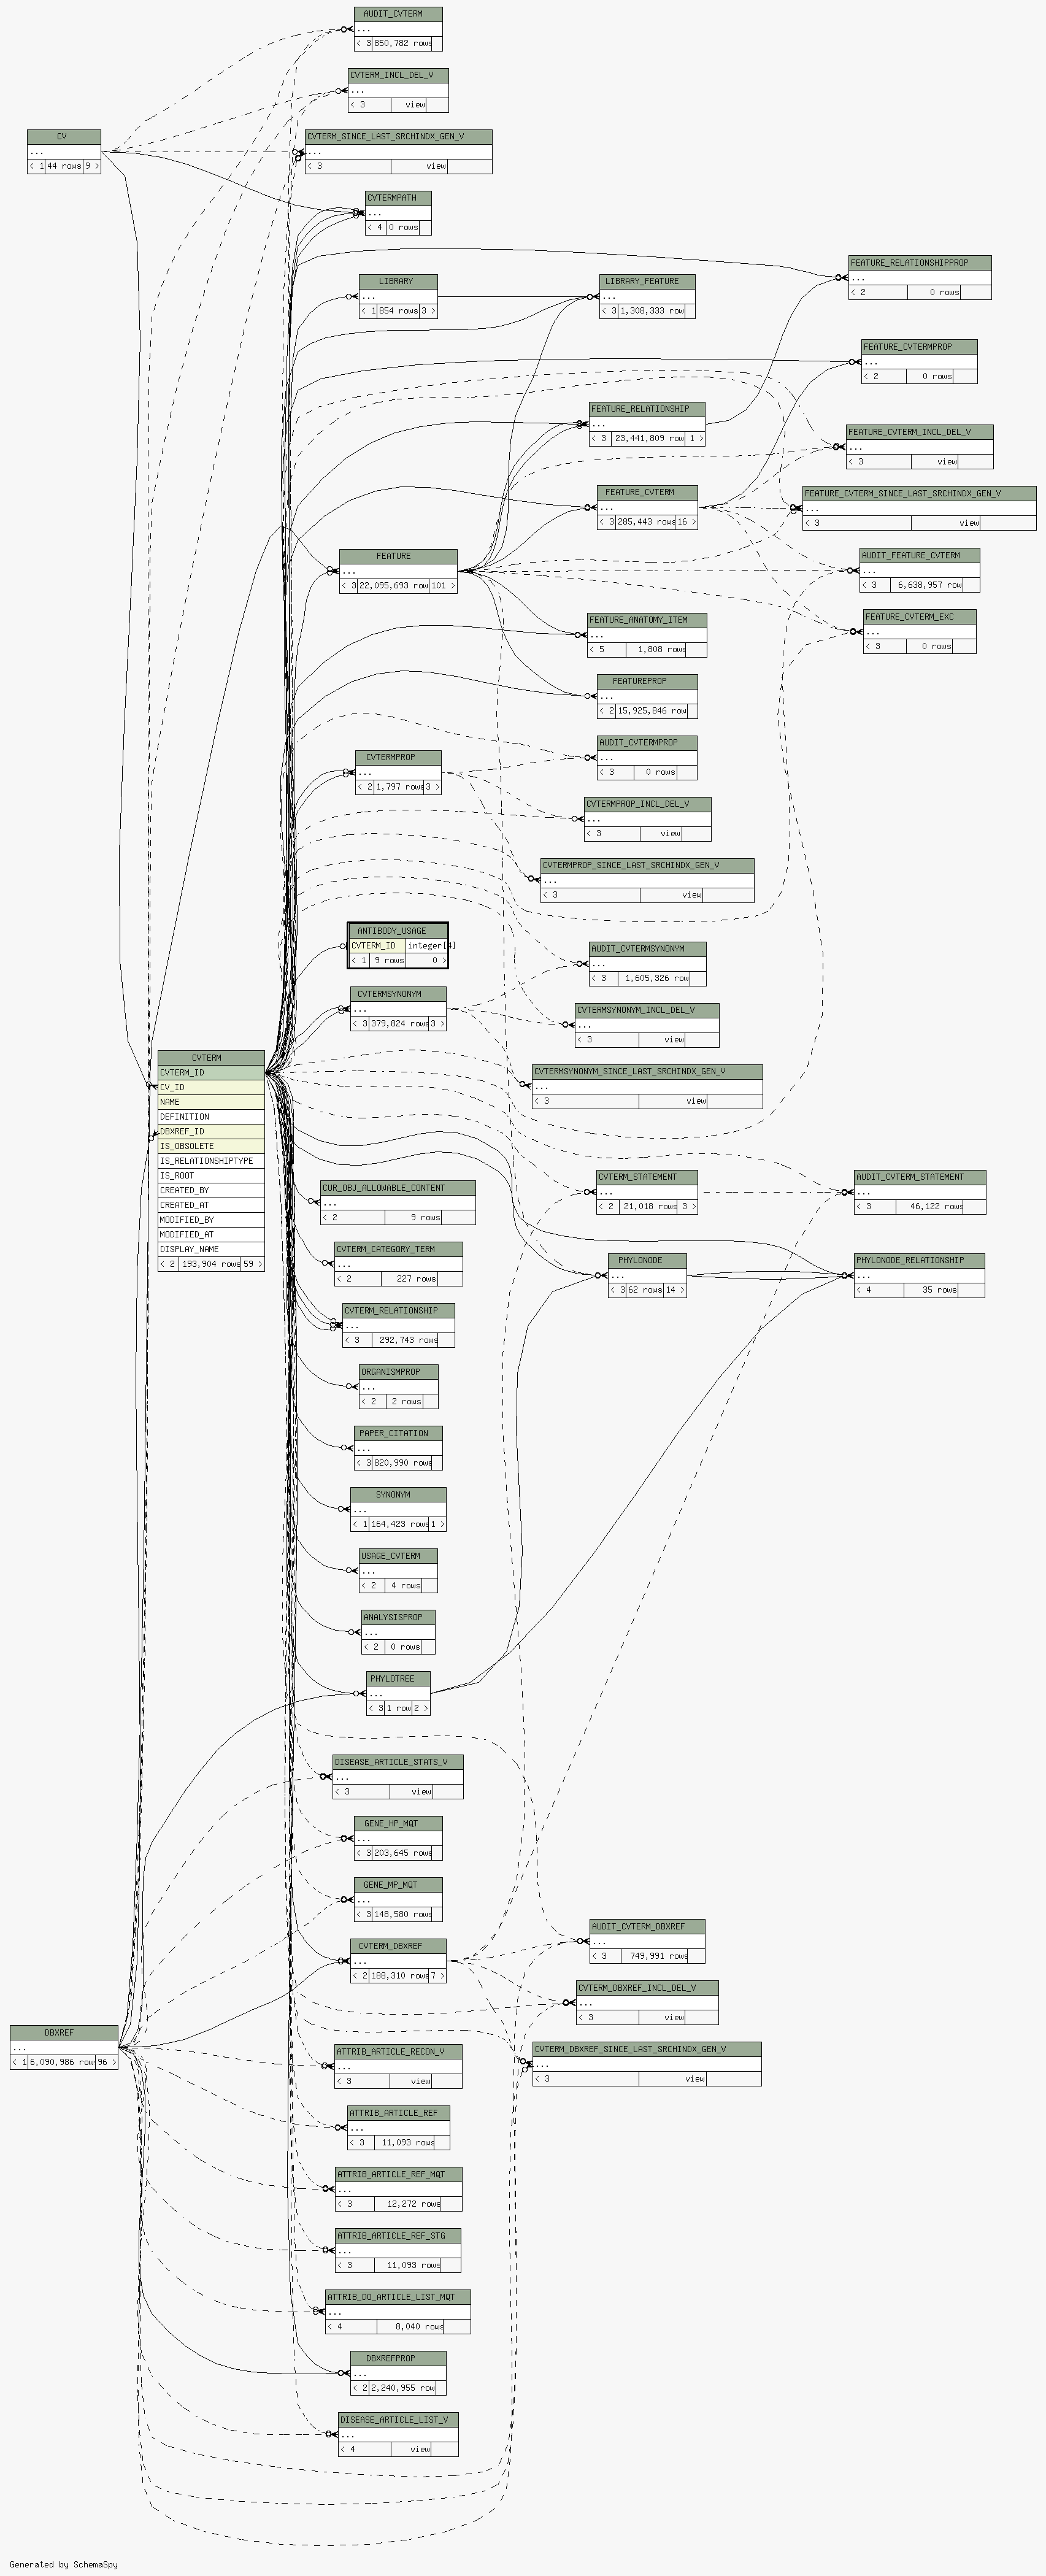 AUDIT_CVTERM
...
< 3 850,782 rows
CVTERM_INCL_DEL_V
...
< 3 view
CV
...
< 1 44 rows 9 >
CVTERM_SINCE_LAST_SRCHINDX_GEN_V
...
< 3 view
CVTERMPATH
...
< 4 0 rows
FEATURE_RELATIONSHIPPROP
...
< 2 0 rows
LIBRARY
...
< 1 854 rows 3 >
LIBRARY_FEATURE
...
< 3 1,308,333 row
FEATURE_CVTERMPROP
...
< 2 0 rows
FEATURE_RELATIONSHIP
...
< 3 23,441,809 row 1 >
FEATURE_CVTERM_INCL_DEL_V
...
< 3 view
FEATURE_CVTERM
...
< 3 285,443 rows 16 >
FEATURE_CVTERM_SINCE_LAST_SRCHINDX_GEN_V
...
< 3 view
FEATURE
...
< 3 22,095,693 row 101 >
AUDIT_FEATURE_CVTERM
...
< 3 6,638,957 row
FEATURE_ANATOMY_ITEM
...
< 5 1,808 rows
FEATURE_CVTERM_EXC
...
< 3 0 rows
FEATUREPROP
...
< 2 15,925,846 row
AUDIT_CVTERMPROP
...
< 3 0 rows
CVTERMPROP
...
< 2 1,797 rows 3 >
CVTERMPROP_INCL_DEL_V
...
< 3 view
CVTERMPROP_SINCE_LAST_SRCHINDX_GEN_V
...
< 3 view
ANTIBODY_USAGE
CVTERM_ID integer[4]
< 1 9 rows 0 >
AUDIT_CVTERMSYNONYM
...
< 3 1,605,326 row
CVTERMSYNONYM
...
< 3 379,824 rows 3 >
CVTERMSYNONYM_INCL_DEL_V
...
< 3 view
CVTERMSYNONYM_SINCE_LAST_SRCHINDX_GEN_V
...
< 3 view
CVTERM
CVTERM_ID
CV_ID
NAME
DEFINITION
DBXREF_ID
IS_OBSOLETE
IS_RELATIONSHIPTYPE
IS_ROOT
CREATED_BY
CREATED_AT
MODIFIED_BY
MODIFIED_AT
DISPLAY_NAME
< 2 193,904 rows 59 >
CUR_OBJ_ALLOWABLE_CONTENT
...
< 2 9 rows
CVTERM_STATEMENT
...
< 2 21,018 rows 3 >
AUDIT_CVTERM_STATEMENT
...
< 3 46,122 rows
CVTERM_CATEGORY_TERM
...
< 2 227 rows
PHYLONODE
...
< 3 62 rows 14 >
PHYLONODE_RELATIONSHIP
...
< 4 35 rows
CVTERM_RELATIONSHIP
...
< 3 292,743 rows
ORGANISMPROP
...
< 2 2 rows
PAPER_CITATION
...
< 3 820,990 rows
SYNONYM
...
< 1 164,423 rows 1 >
USAGE_CVTERM
...
< 2 4 rows
ANALYSISPROP
...
< 2 0 rows
PHYLOTREE
...
< 3 1 row 2 >
DISEASE_ARTICLE_STATS_V
...
< 3 view
GENE_HP_MQT
...
< 3 203,645 rows
GENE_MP_MQT
...
< 3 148,580 rows
CVTERM_DBXREF
...
< 2 188,310 rows 7 >
AUDIT_CVTERM_DBXREF
...
< 3 749,991 rows
CVTERM_DBXREF_INCL_DEL_V
...
< 3 view
DBXREF
...
< 1 6,090,986 row 96 >
ATTRIB_ARTICLE_RECON_V
...
< 3 view
CVTERM_DBXREF_SINCE_LAST_SRCHINDX_GEN_V
...
< 3 view
ATTRIB_ARTICLE_REF
...
< 3 11,093 rows
ATTRIB_ARTICLE_REF_MQT
...
< 3 12,272 rows
ATTRIB_ARTICLE_REF_STG
...
< 3 11,093 rows
ATTRIB_DO_ARTICLE_LIST_MQT
...
< 4 8,040 rows
DBXREFPROP
...
< 2 2,240,955 row
DISEASE_ARTICLE_LIST_V
...
< 4 view
Generated by SchemaSpy